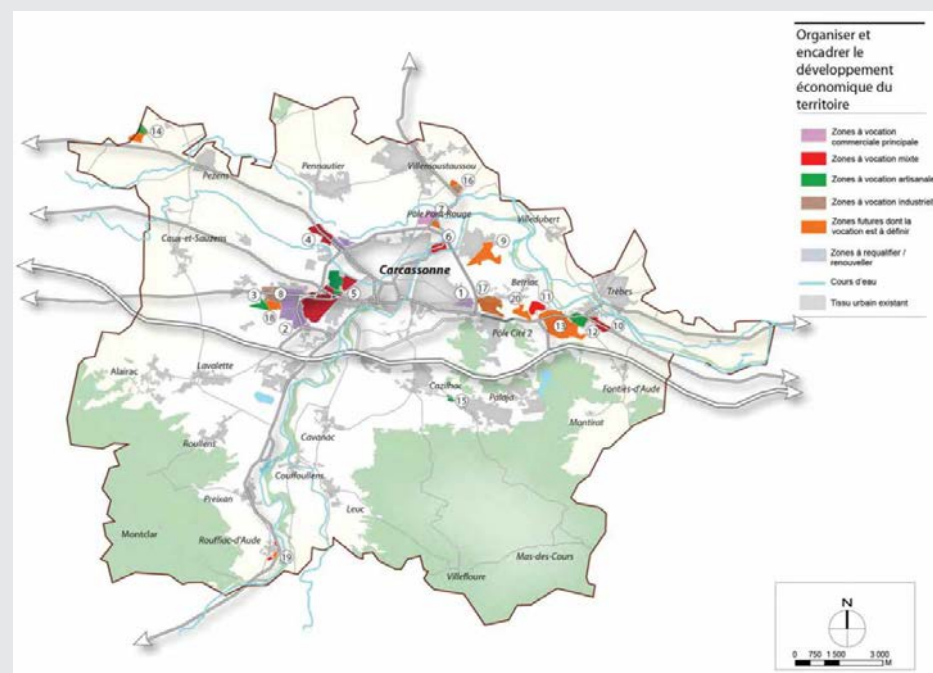 Organiser et
encadrer le
développement
économique du
territoire
Zones à vocation
commerciale principale
Zones à vocation mixte
Zones à vocation artisanale
Zones à vocation industriell
Zones futures dont la
vocation est à définir
Zones à requalifier /
renouveller
Cours d'eau
Tissu urbain existant
14
Pezens
Pennautier
Villemoustaussou
16
Caux-et-Sauzens
4
Pôle Pont-Rouge
7
6
Villedubert
9
Carcassonne
3
8
5
18
2
1
17
20
Berriac
11
Trèbes
Pôle Cité 2
13
12
10
Alairac
Lavalette
Cazilhac
15
Palaja
Fontiès-d'Aude
Montirat
Roullens
Cavanac
Couffoulens
Preixan
Leuc
Montclar
Rouffiac-d'Aude
19
Mas-des-Cours
Villefloure
N
0 750 1 500 3 000
M